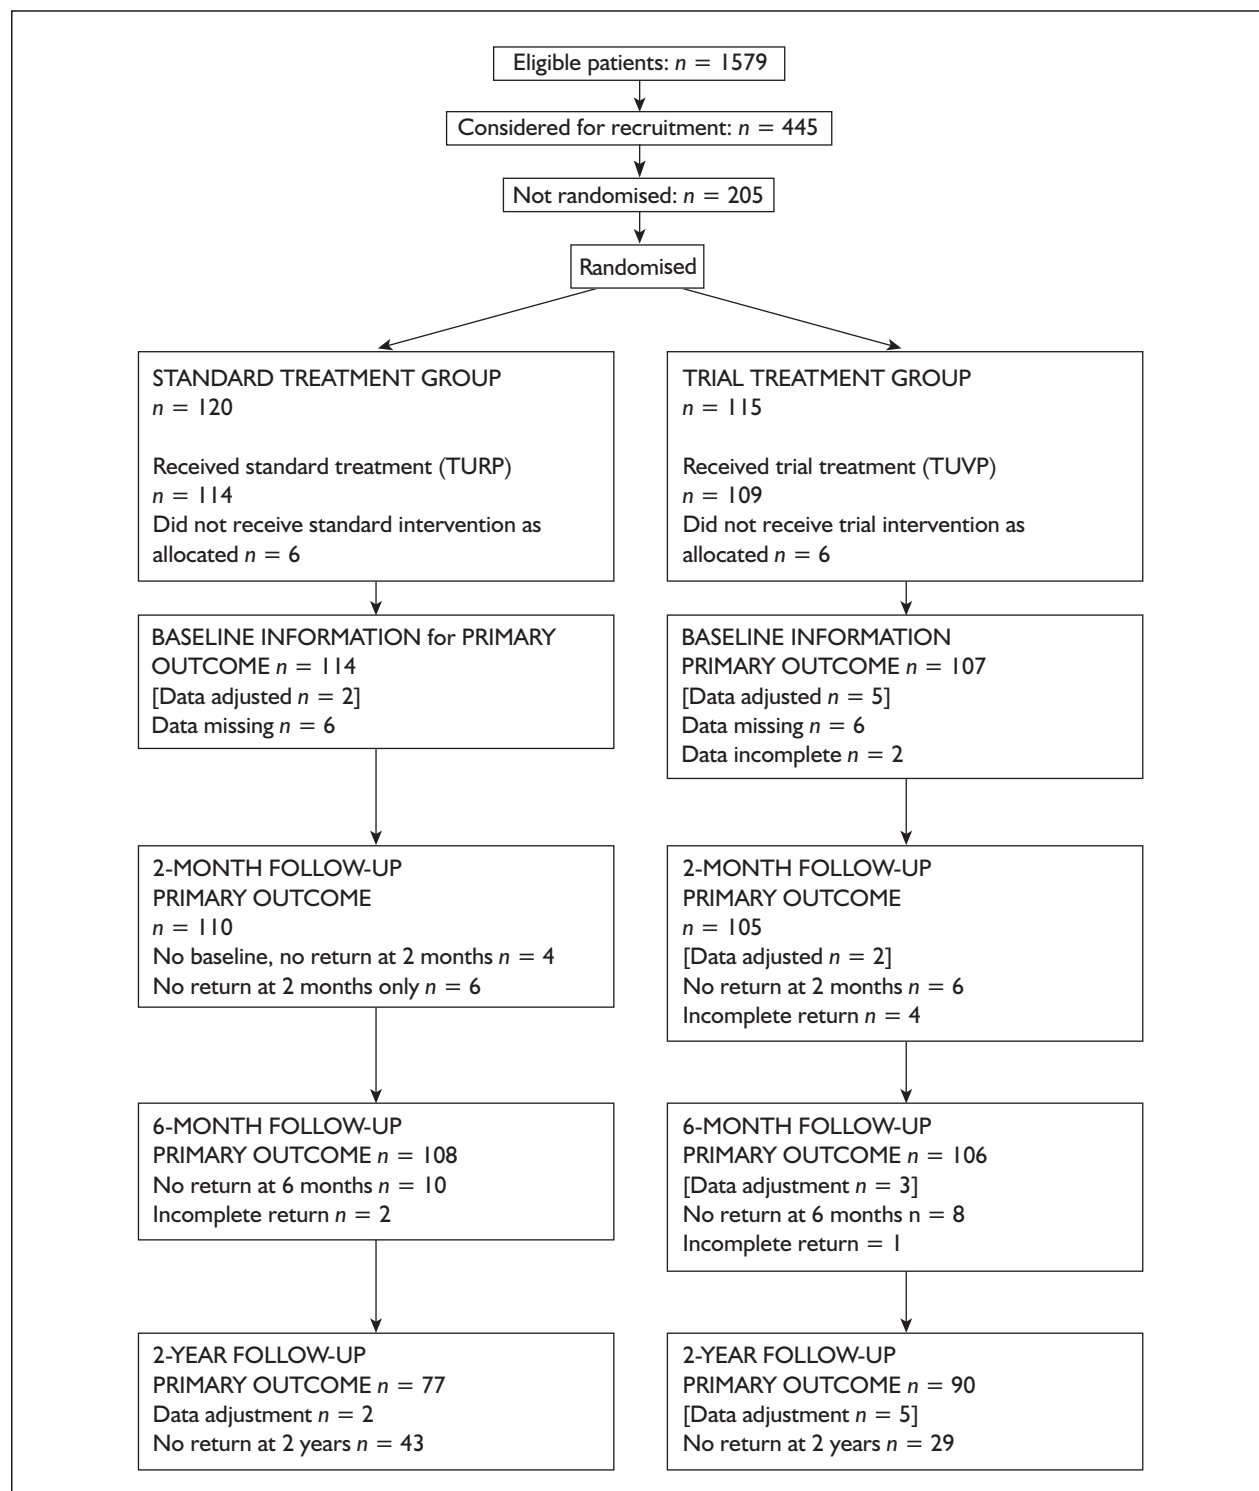 Eligible patients: n = 1579
Considered for recruitment: n = 445
Not randomised: n = 205
Randomised
STANDARD TREATMENT GROUP
n = 120
Received standard treatment (TURP)
n = 114
Did not receive standard intervention as
allocated n = 6
TRIAL TREATMENT GROUP
n = 115
Received trial treatment (TUVP)
n = 109
Did not receive trial intervention as
allocated n = 6
BASELINE INFORMATION for PRIMARY
OUTCOME n = 114
[Data adjusted n = 2]
Data missing n = 6
BASELINE INFORMATION
PRIMARY OUTCOME n = 107
[Data adjusted n = 5]
Data missing n = 6
Data incomplete n = 2
2-MONTH FOLLOW-UP
PRIMARY OUTCOME
n = 110
No baseline, no return at 2 months n = 4
No return at 2 months only n = 6
2-MONTH FOLLOW-UP
PRIMARY OUTCOME
n = 105
[Data adjusted n = 2]
No return at 2 months n = 6
Incomplete return n = 4
6-MONTH FOLLOW-UP
PRIMARY OUTCOME n = 108
No return at 6 months n = 10
Incomplete return n = 2
6-MONTH FOLLOW-UP
PRIMARY OUTCOME n = 106
[Data adjustment n = 3]
No return at 6 months n = 8
Incomplete return = 1
2-YEAR FOLLOW-UP
PRIMARY OUTCOME n = 77
Data adjustment n = 2
No return at 2 years n = 43
2-YEAR FOLLOW-UP
PRIMARY OUTCOME n = 90
[Data adjustment n = 5]
No return at 2 years n = 29